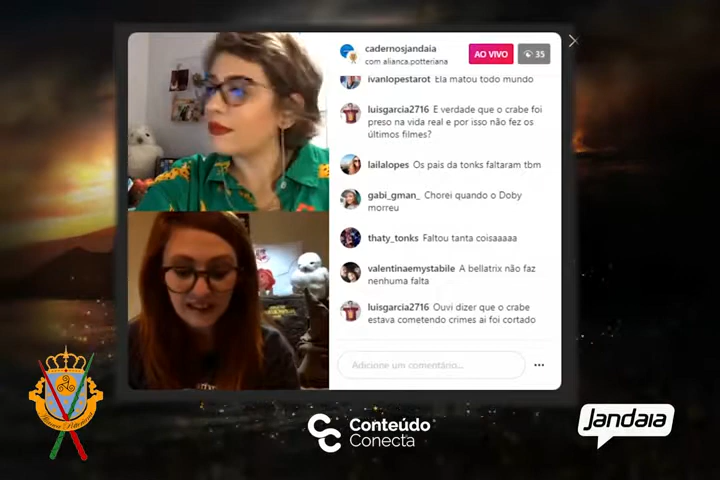 cadernosjandaia
com alianca.potteriana
AO VIVO
35
ivanlopestarot Ela matou todo mundo
luisgarcia2716 E verdade que o crabe foi
preso na vida real e por isso não fez os
últimos filmes?
lailalopes Os pais da tonks faltaram tbm
gabi_gman_ Chorei quando o Doby
morreu
thaty_tonks Faltou tanta coisaaaaa
valentinaemystabile A bellatrix não faz
nenhuma falta
luisgarcia2716 Ouvi dizer que o crabe
estava cometendo crimes ai foi cortado
Adicione um comentário...
Conteúdo
Conecta
Jandaia